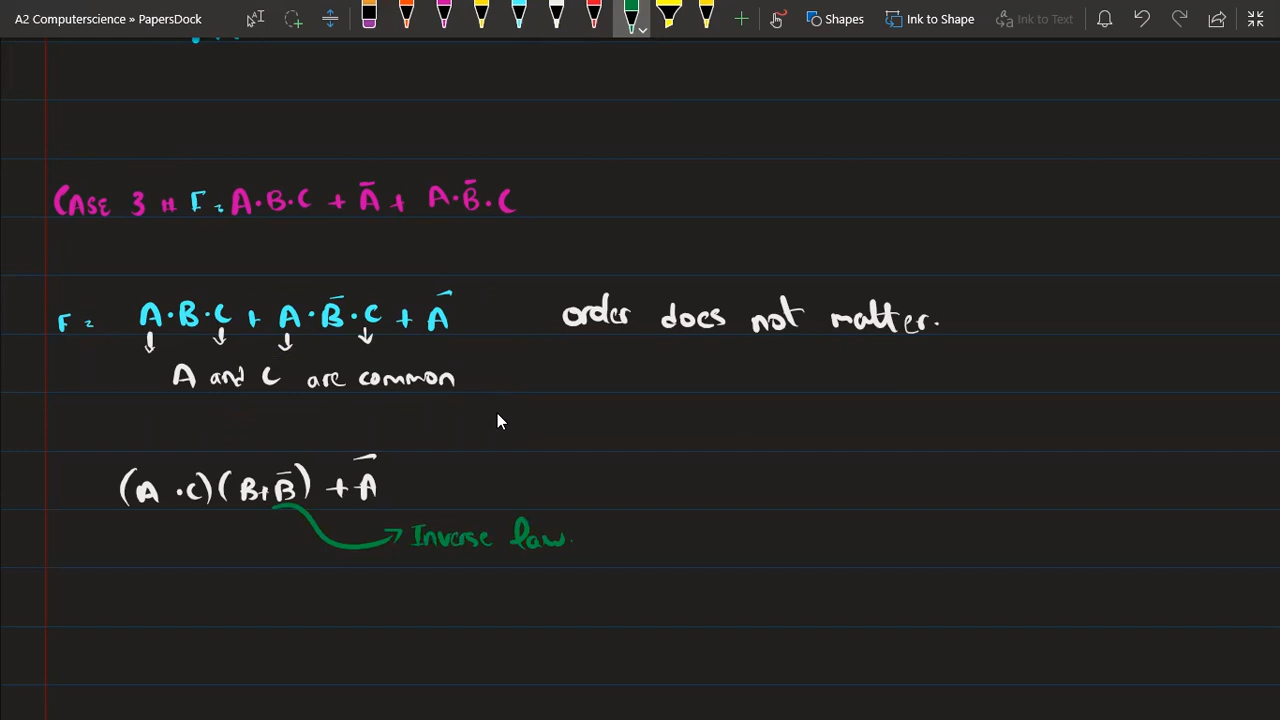 A2 Computerscience » PapersDock
Shapes
Ink to Shape
Ink to Text
CASE 3 :: F = A·B·C + Ā + A·B̄·C
F = A·B·C + A·B̄·C + Ā
order does not matter.
A and C are common
(A ·C)(B+B̄) + Ā
Inverse law.